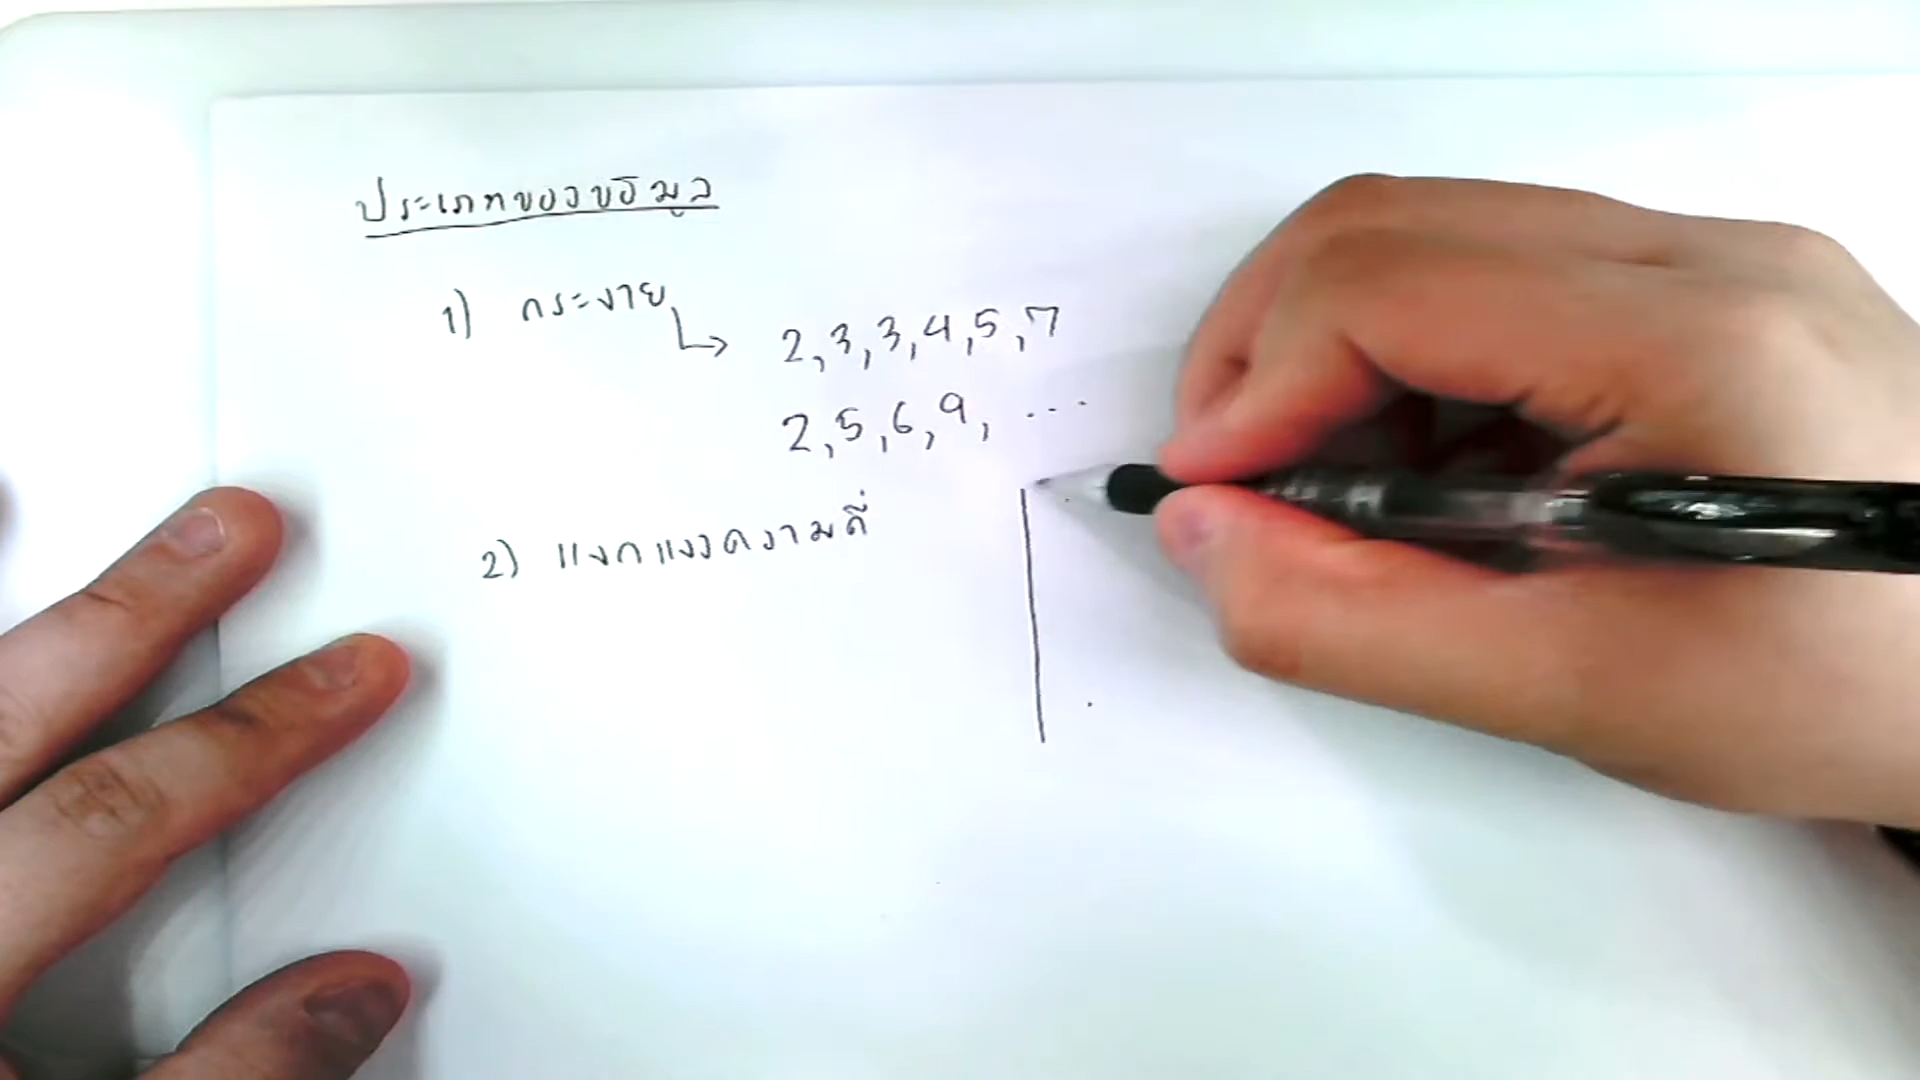 ประเภทของข้อมูล
1) กระจาย
2,3,3,4,5,7
2,5,6,9, ...
2) แจกแจงความถี่